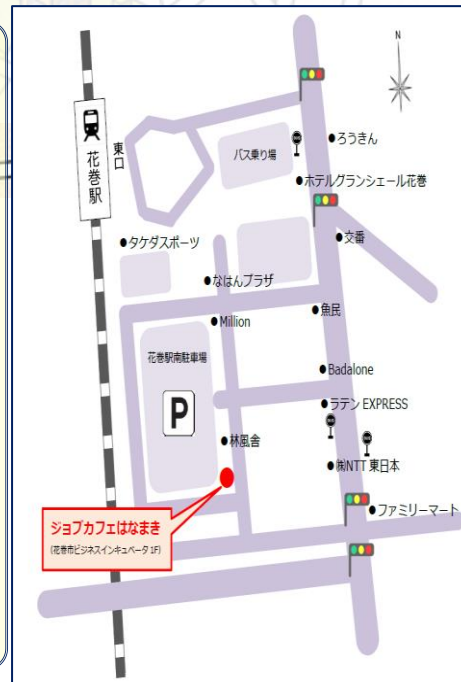 N
花巻駅
東口
バス乗り場
ろうきん
ホテルグランシェール花巻
交番
タケダスポーツ
なはんプラザ
魚民
Million
花巻駅南駐車場
P
Badalone
ラテン EXPRESS
林風舎
㈱NTT 東日本
ファミリーマート
ジョブカフェはなまき
(花巻市ビジネスインキュベータ 1F)